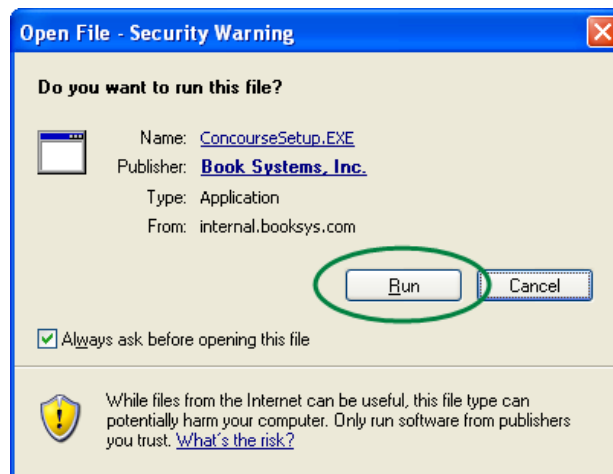 Open File - Security Warning
Do you want to run this file?
Name: ConcourseSetup.EXE
Publisher: Book Systems, Inc.
Type: Application
From: internal.booksys.com
Run Cancel
Always ask before opening this file
While files from the Internet can be useful, this file type can
potentially harm your computer. Only run software from publishers
you trust. What's the risk?